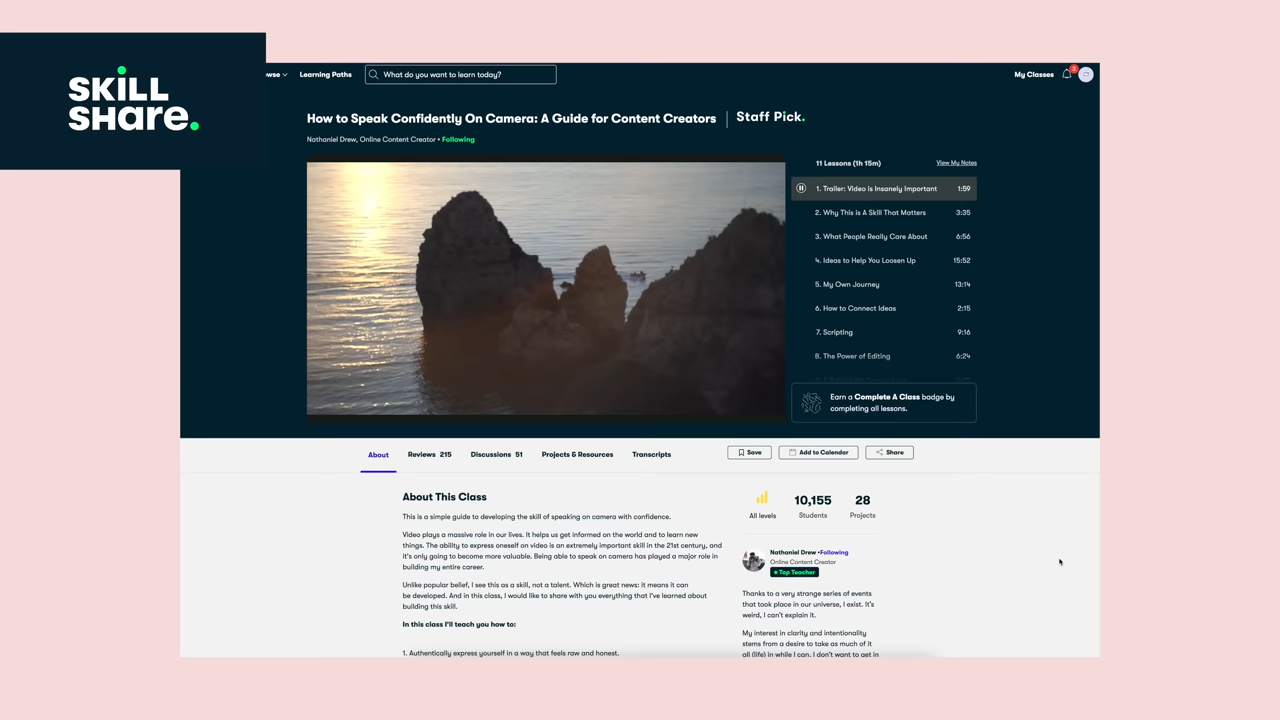 SKiLL
SHare.
wse
Learning Paths
What do you want to learn today?
My Classes
3
How to Speak Confidently On Camera: A Guide for Content Creators
Staff Pick.
Nathaniel Drew, Online Content Creator • Following
11 Lessons (1h 15m)
View My Notes
1. Trailer: Video is Insanely Important 1:59
2. Why This is A Skill That Matters 3:35
3. What People Really Care About 6:56
4. Ideas to Help You Loosen Up 15:52
5. My Own Journey 13:14
6. How to Connect Ideas 2:15
7. Scripting 9:16
8. The Power of Editing 6:24
Earn a Complete A Class badge by
completing all lessons.
About
Reviews 215
Discussions 51
Projects & Resources
Transcripts
Save
Add to Calendar
Share
About This Class
This is a simple guide to developing the skill of speaking on camera with confidence.
Video plays a massive role in our lives. It helps us get informed on the world and to learn new
things. The ability to express oneself on video is an extremely important skill in the 21st century, and
it's only going to become more valuable. Being able to speak on camera has played a major role in
building my entire career.
Unlike popular belief, I see this as a skill, not a talent. Which is great news: it means it can
be developed. And in this class, I would like to share with you everything that I've learned about
building this skill.
In this class I'll teach you how to:
1. Authentically express yourself in a way that feels raw and honest.
All levels
10,155
Students
28
Projects
Nathaniel Drew •Following
Online Content Creator
Top Teacher
Thanks to a very strange series of events
that took place in our universe, I exist. It's
weird, I can't explain it.
My interest in clarity and intentionality
stems from a desire to take as much of it
all (life) in while I can. I don't want to get in